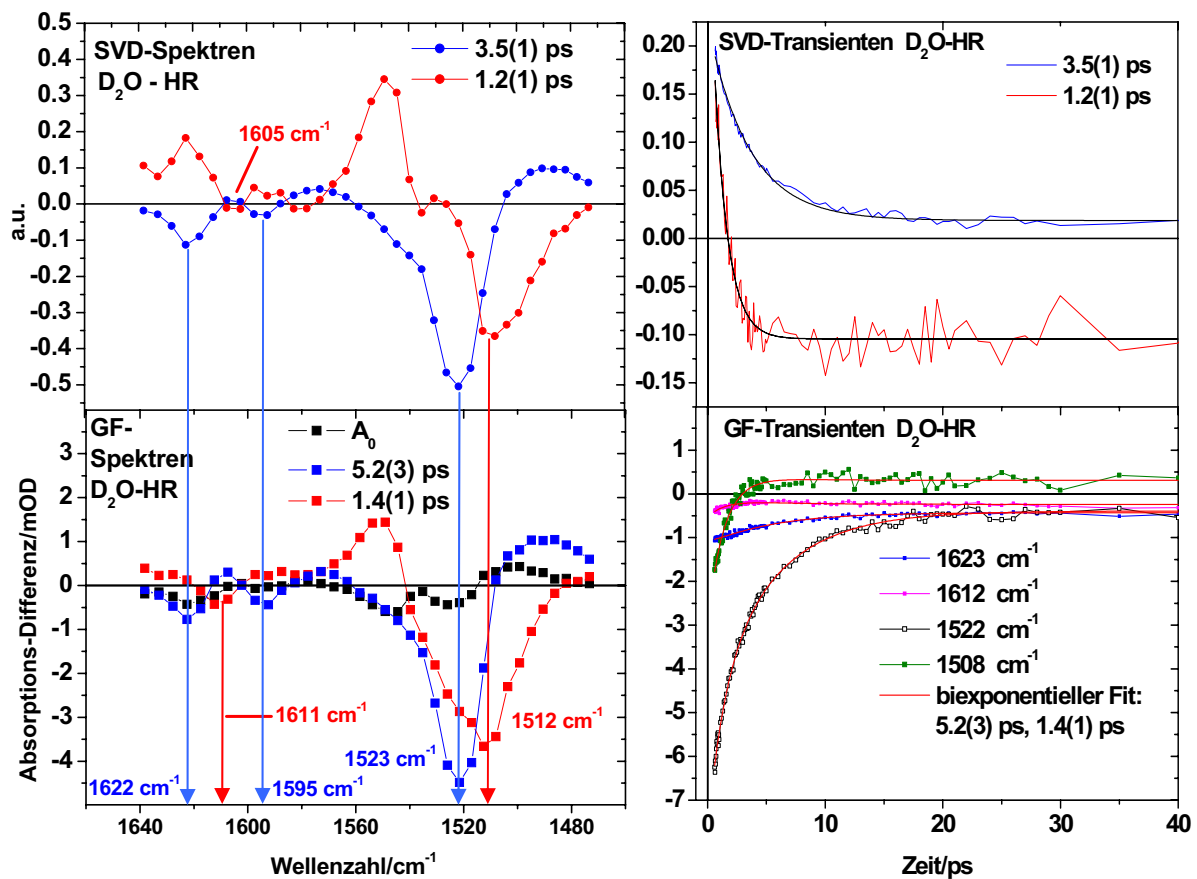 SVD-Spektren
D₂O - HR
3.5(1) ps
1.2(1) ps
1605 cm⁻¹
0.5
0.4
0.3
0.2
0.1
0.0
-0.1
-0.2
-0.3
-0.4
-0.5
a.u.
SVD-Transienten D₂O-HR
3.5(1) ps
1.2(1) ps
0.20
0.15
0.10
0.05
0.00
-0.05
-0.10
-0.15
GF-
Spektren
D₂O-HR
A₀
5.2(3) ps
1.4(1) ps
3
2
1
0
-1
-2
-3
-4
Absorptions-Differenz/mOD
1611 cm⁻¹
1512 cm⁻¹
1523 cm⁻¹
1622 cm⁻¹
1595 cm⁻¹
1640
1600
1560
1520
1480
Wellenzahl/cm⁻¹
GF-Transienten D₂O-HR
1
0
-1
-2
-3
-4
-5
-6
-7
1623 cm⁻¹
1612 cm⁻¹
1522 cm⁻¹
1508 cm⁻¹
biexponentieller Fit:
5.2(3) ps, 1.4(1) ps
0
10
20
30
40
Zeit/ps